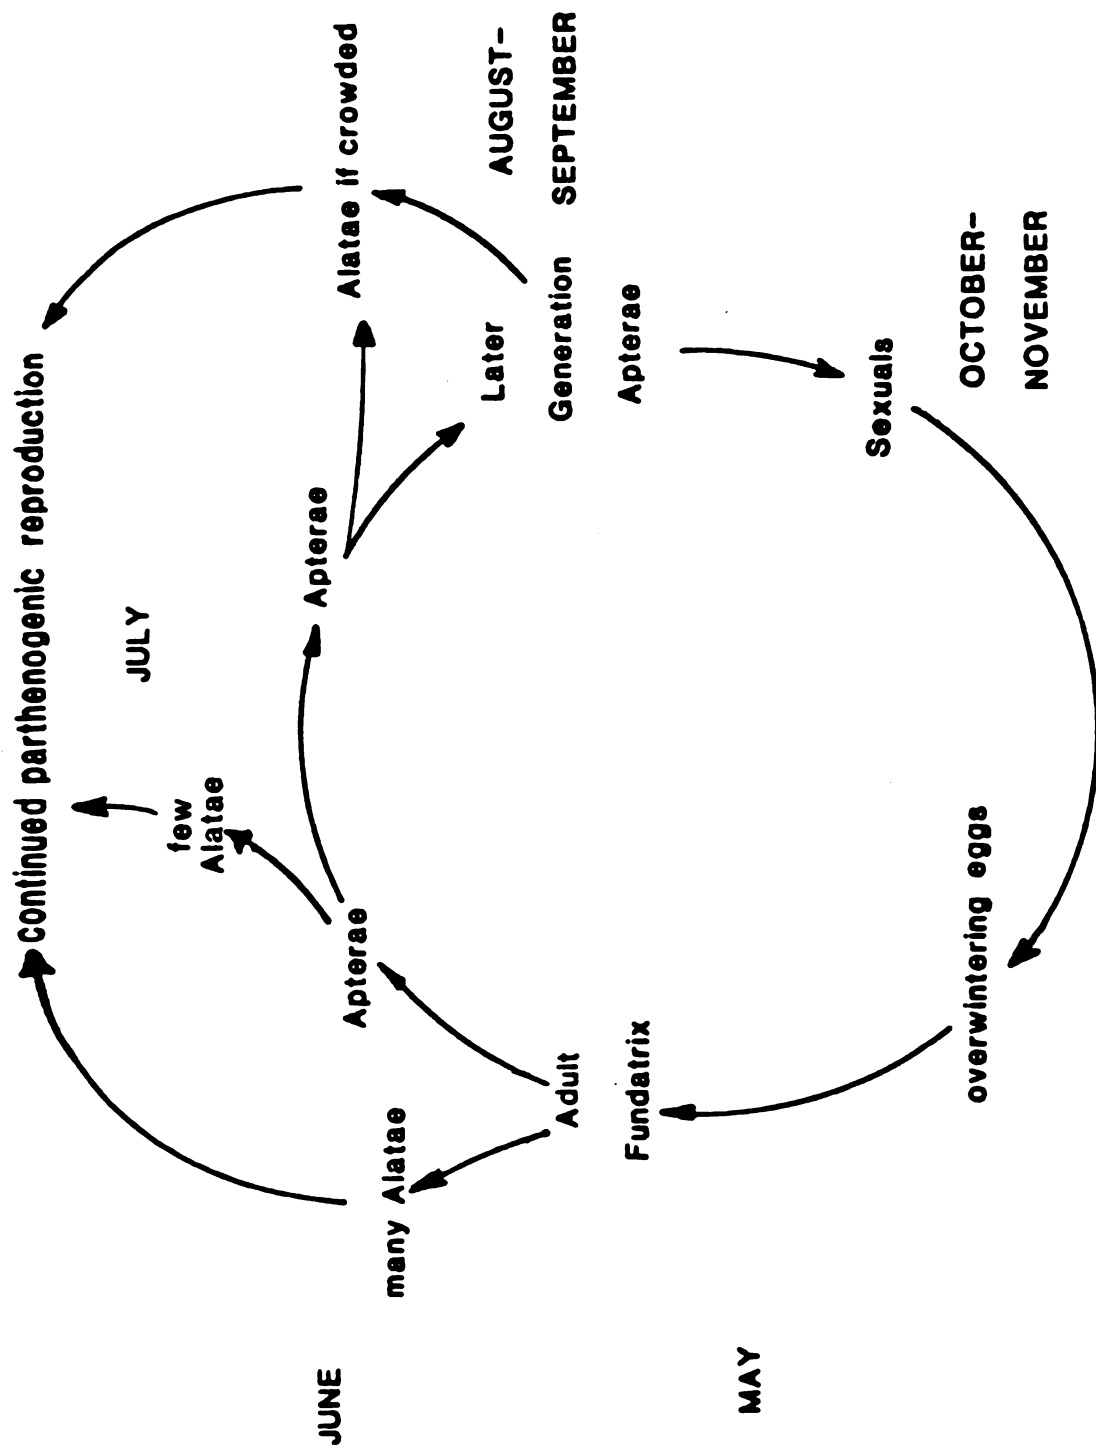 Continued parthenogenic reproduction
JULY
few
Alatae
JUNE
many Alatae
Apterae
Apterae
Alatae if crowded
AUGUST-
SEPTEMBER
Later
Generation
Apterae
Adult
Fundatrix
MAY
Sexuals
OCTOBER-
NOVEMBER
overwintering eggs